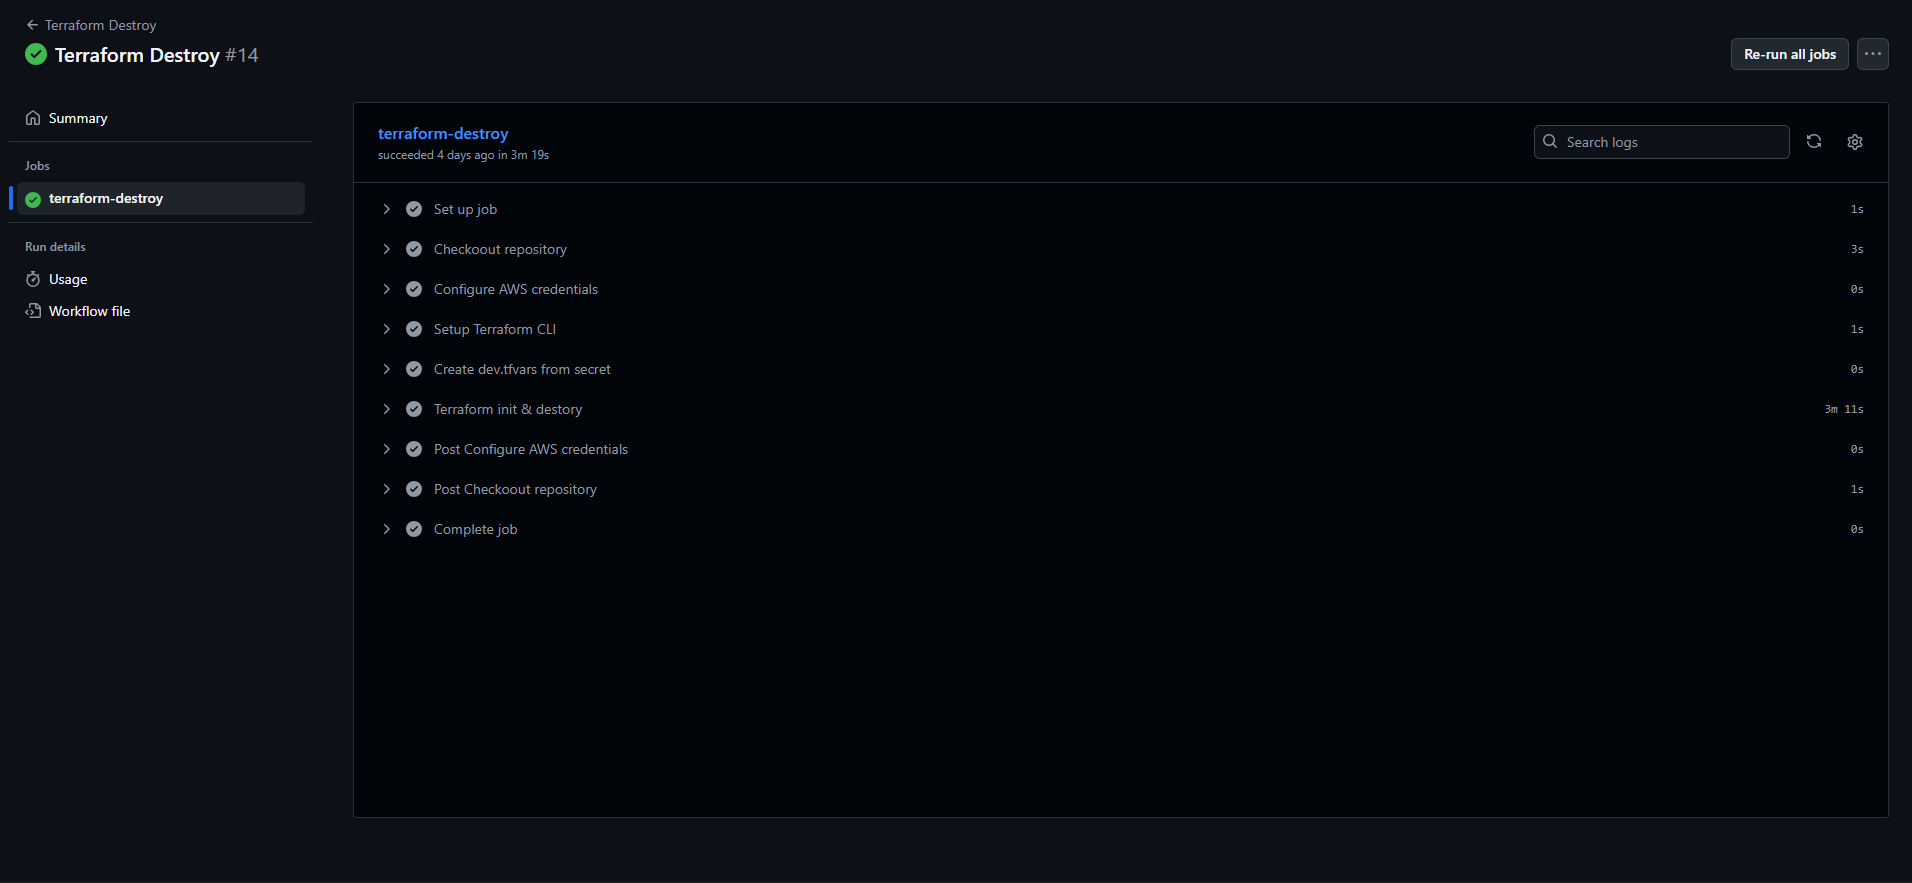 Terraform Destroy
Terraform Destroy #14
Re-run all jobs
Summary
Jobs
terraform-destroy
Run details
Usage
Workflow file
terraform-destroy
succeeded 4 days ago in 3m 19s
Search logs
Set up job 1s
Checkoout repository 3s
Configure AWS credentials 0s
Setup Terraform CLI 1s
Create dev.tfvars from secret 0s
Terraform init & destory 3m 11s
Post Configure AWS credentials 0s
Post Checkoout repository 1s
Complete job 0s